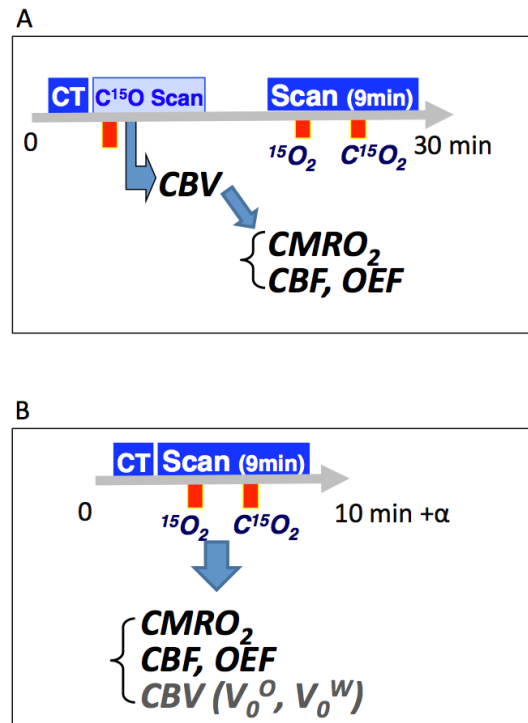 A
CT C¹⁵O Scan Scan (9min)
0 ¹⁵O₂ C¹⁵O₂ 30 min
CBV
CMRO₂
CBF, OEF
B
CT Scan (9min)
0 ¹⁵O₂ C¹⁵O₂ 10 min +α
CMRO₂
CBF, OEF
CBV (V₀ᴼ, V₀ᵂ)